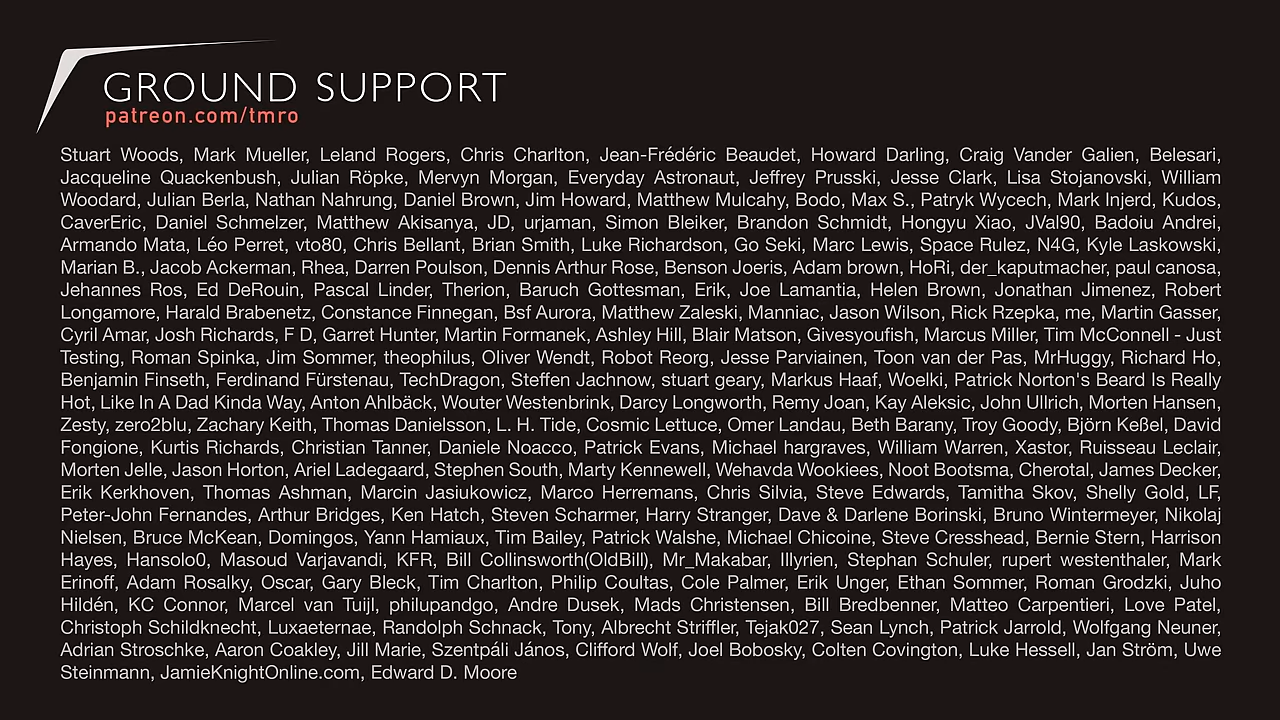 GROUND SUPPORT
patreon.com/tmro
Stuart Woods, Mark Mueller, Leland Rogers, Chris Charlton, Jean-Frédéric Beaudet, Howard Darling, Craig Vander Galien, Belesari,
Jacqueline Quackenbush, Julian Röpke, Mervyn Morgan, Everyday Astronaut, Jeffrey Prusski, Jesse Clark, Lisa Stojanovski, William
Woodard, Julian Berla, Nathan Nahrung, Daniel Brown, Jim Howard, Matthew Mulcahy, Bodo, Max S., Patryk Wycech, Mark Injerd, Kudos,
CaverEric, Daniel Schmelzer, Matthew Akisanya, JD, urjaman, Simon Bleiker, Brandon Schmidt, Hongyu Xiao, JVal90, Badoiu Andrei,
Armando Mata, Léo Perret, vto80, Chris Bellant, Brian Smith, Luke Richardson, Go Seki, Marc Lewis, Space Rulez, N4G, Kyle Laskowski,
Marian B., Jacob Ackerman, Rhea, Darren Poulson, Dennis Arthur Rose, Benson Joeris, Adam brown, HoRi, der_kaputmacher, paul canosa,
Jehannes Ros, Ed DeRouin, Pascal Linder, Therion, Baruch Gottesman, Erik, Joe Lamantia, Helen Brown, Jonathan Jimenez, Robert
Longamore, Harald Brabenetz, Constance Finnegan, Bsf Aurora, Matthew Zaleski, Manniac, Jason Wilson, Rick Rzepka, me, Martin Gasser,
Cyril Amar, Josh Richards, F D, Garret Hunter, Martin Formanek, Ashley Hill, Blair Matson, Givesyoufish, Marcus Miller, Tim McConnell - Just
Testing, Roman Spinka, Jim Sommer, theophilus, Oliver Wendt, Robot Reorg, Jesse Parviainen, Toon van der Pas, MrHuggy, Richard Ho,
Benjamin Finseth, Ferdinand Fürstenau, TechDragon, Steffen Jachnow, stuart geary, Markus Haaf, Woelki, Patrick Norton's Beard Is Really
Hot, Like In A Dad Kinda Way, Anton Ahlbäck, Wouter Westenbrink, Darcy Longworth, Remy Joan, Kay Aleksic, John Ullrich, Morten Hansen,
Zesty, zero2blu, Zachary Keith, Thomas Danielsson, L. H. Tide, Cosmic Lettuce, Omer Landau, Beth Barany, Troy Goody, Björn Keßel, David
Fongione, Kurtis Richards, Christian Tanner, Daniele Noacco, Patrick Evans, Michael hargraves, William Warren, Xastor, Ruisseau Leclair,
Morten Jelle, Jason Horton, Ariel Ladegaard, Stephen South, Marty Kennewell, Wehavda Wookiees, Noot Bootsma, Cherotal, James Decker,
Erik Kerkhoven, Thomas Ashman, Marcin Jasiukowicz, Marco Herremans, Chris Silvia, Steve Edwards, Tamitha Skov, Shelly Gold, LF,
Peter-John Fernandes, Arthur Bridges, Ken Hatch, Steven Scharmer, Harry Stranger, Dave & Darlene Borinski, Bruno Wintermeyer, Nikolaj
Nielsen, Bruce McKean, Domingos, Yann Hamiaux, Tim Bailey, Patrick Walshe, Michael Chicoine, Steve Cresshead, Bernie Stern, Harrison
Hayes, Hansolo0, Masoud Varjavandi, KFR, Bill Collinsworth(OldBill), Mr_Makabar, Illyrien, Stephan Schuler, rupert westenthaler, Mark
Erinoff, Adam Rosalky, Oscar, Gary Bleck, Tim Charlton, Philip Coultas, Cole Palmer, Erik Unger, Ethan Sommer, Roman Grodzki, Juho
Hildén, KC Connor, Marcel van Tuijl, philupandgo, Andre Dusek, Mads Christensen, Bill Bredbenner, Matteo Carpentieri, Love Patel,
Christoph Schildknecht, Luxaeternae, Randolph Schnack, Tony, Albrecht Striffler, Tejak027, Sean Lynch, Patrick Jarrold, Wolfgang Neuner,
Adrian Stroschke, Aaron Coakley, Jill Marie, Szentpáli János, Clifford Wolf, Joel Bobosky, Colten Covington, Luke Hessell, Jan Ström, Uwe
Steinmann, JamieKnightOnline.com, Edward D. Moore